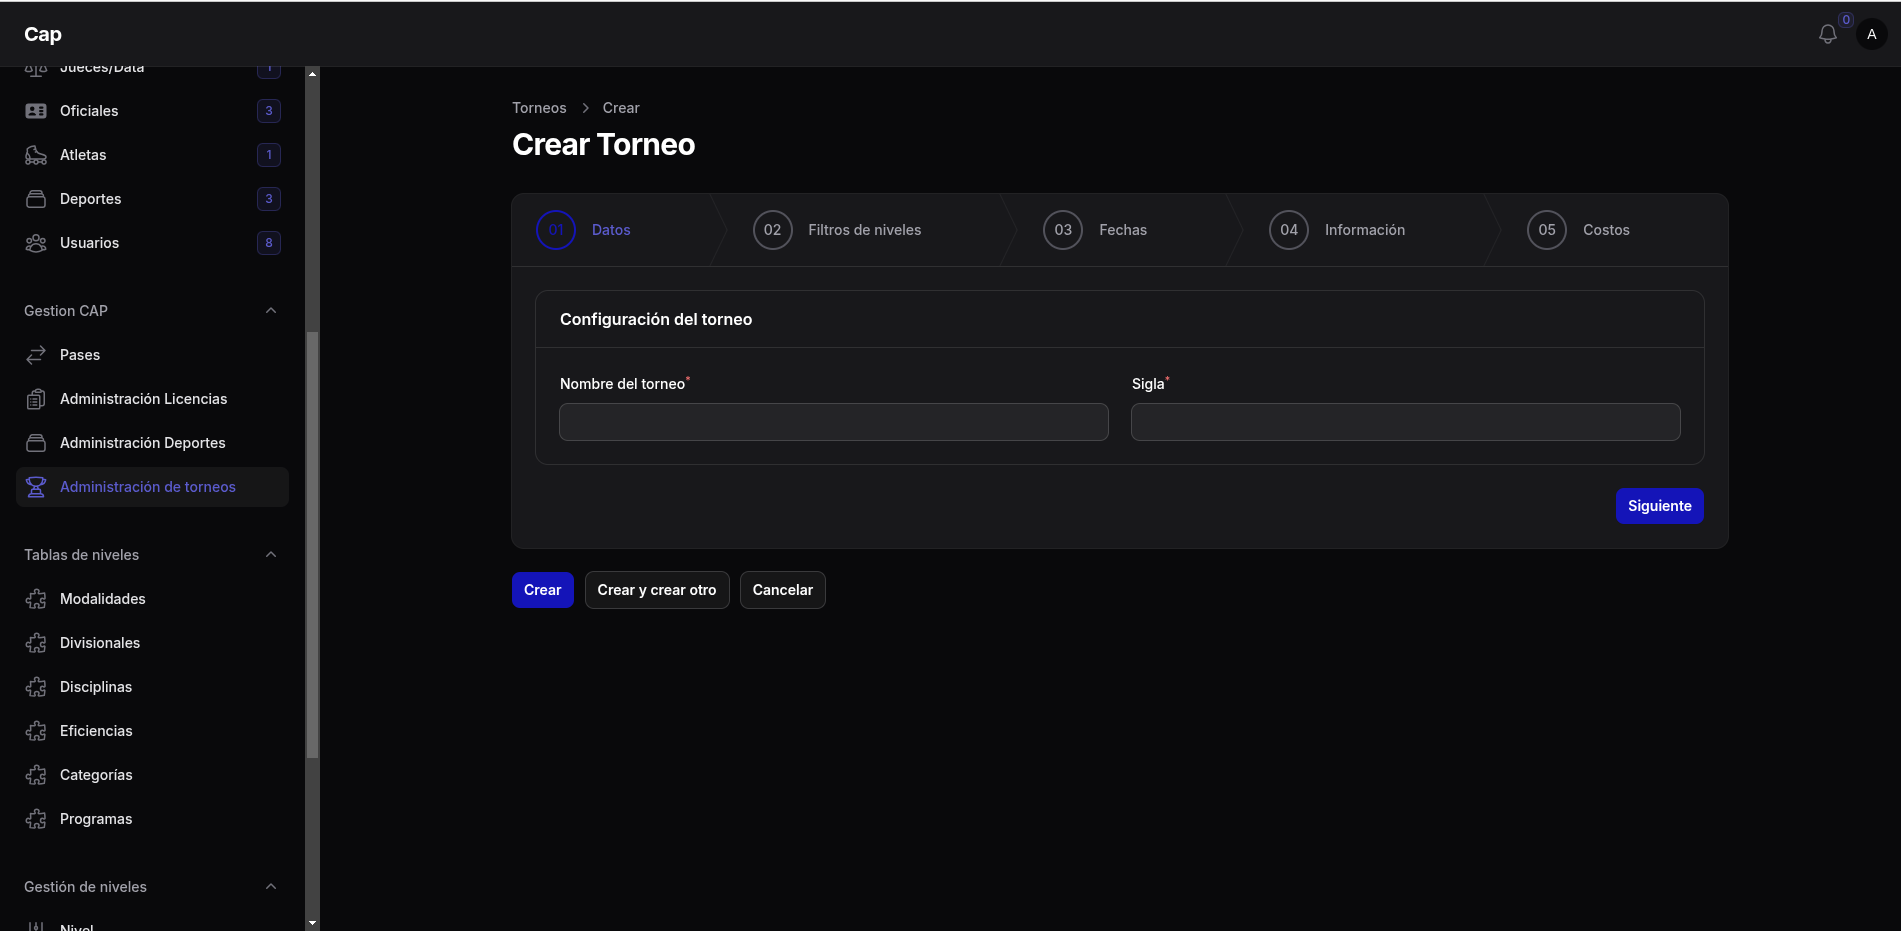 Cap
0
A
Jueces/Data 1
Oficiales 3
Atletas 1
Deportes 3
Usuarios 8
Gestion CAP
Pases
Administración Licencias
Administración Deportes
Administración de torneos
Tablas de niveles
Modalidades
Divisionales
Disciplinas
Eficiencias
Categorías
Programas
Gestión de niveles
Nivel
Torneos > Crear
Crear Torneo
01 Datos 02 Filtros de niveles 03 Fechas 04 Información 05 Costos
Configuración del torneo
Nombre del torneo* Sigla*
Siguiente
Crear Crear y crear otro Cancelar